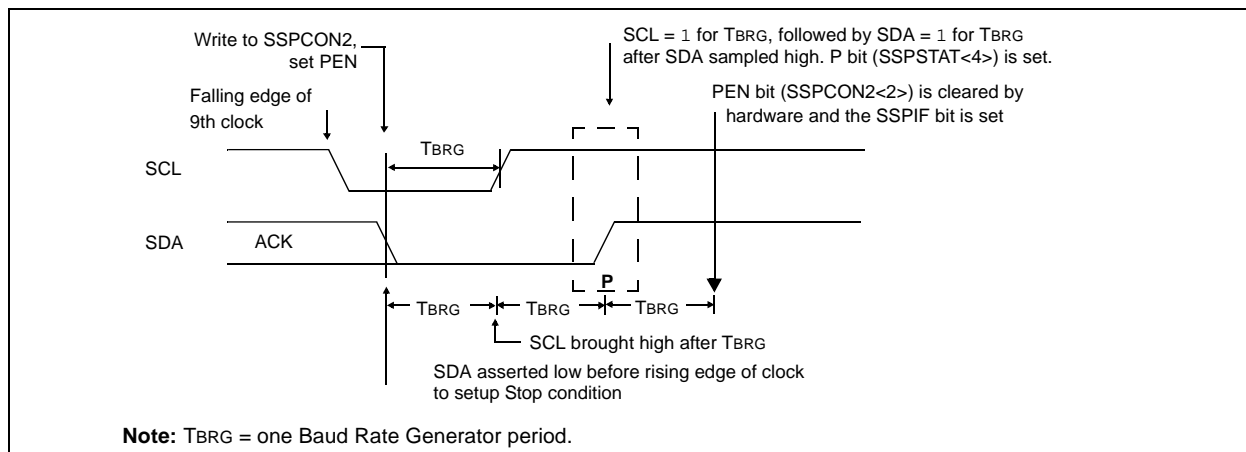 Write to SSPCON2,
set PEN
SCL = 1 for TBRG, followed by SDA = 1 for TBRG
after SDA sampled high. P bit (SSPSTAT<4>) is set.
Falling edge of
9th clock
PEN bit (SSPCON2<2>) is cleared by
hardware and the SSPIF bit is set
TBRG
SCL
SDA
ACK
P
TBRG
TBRG
TBRG
SCL brought high after TBRG
SDA asserted low before rising edge of clock
to setup Stop condition
Note: TBRG = one Baud Rate Generator period.